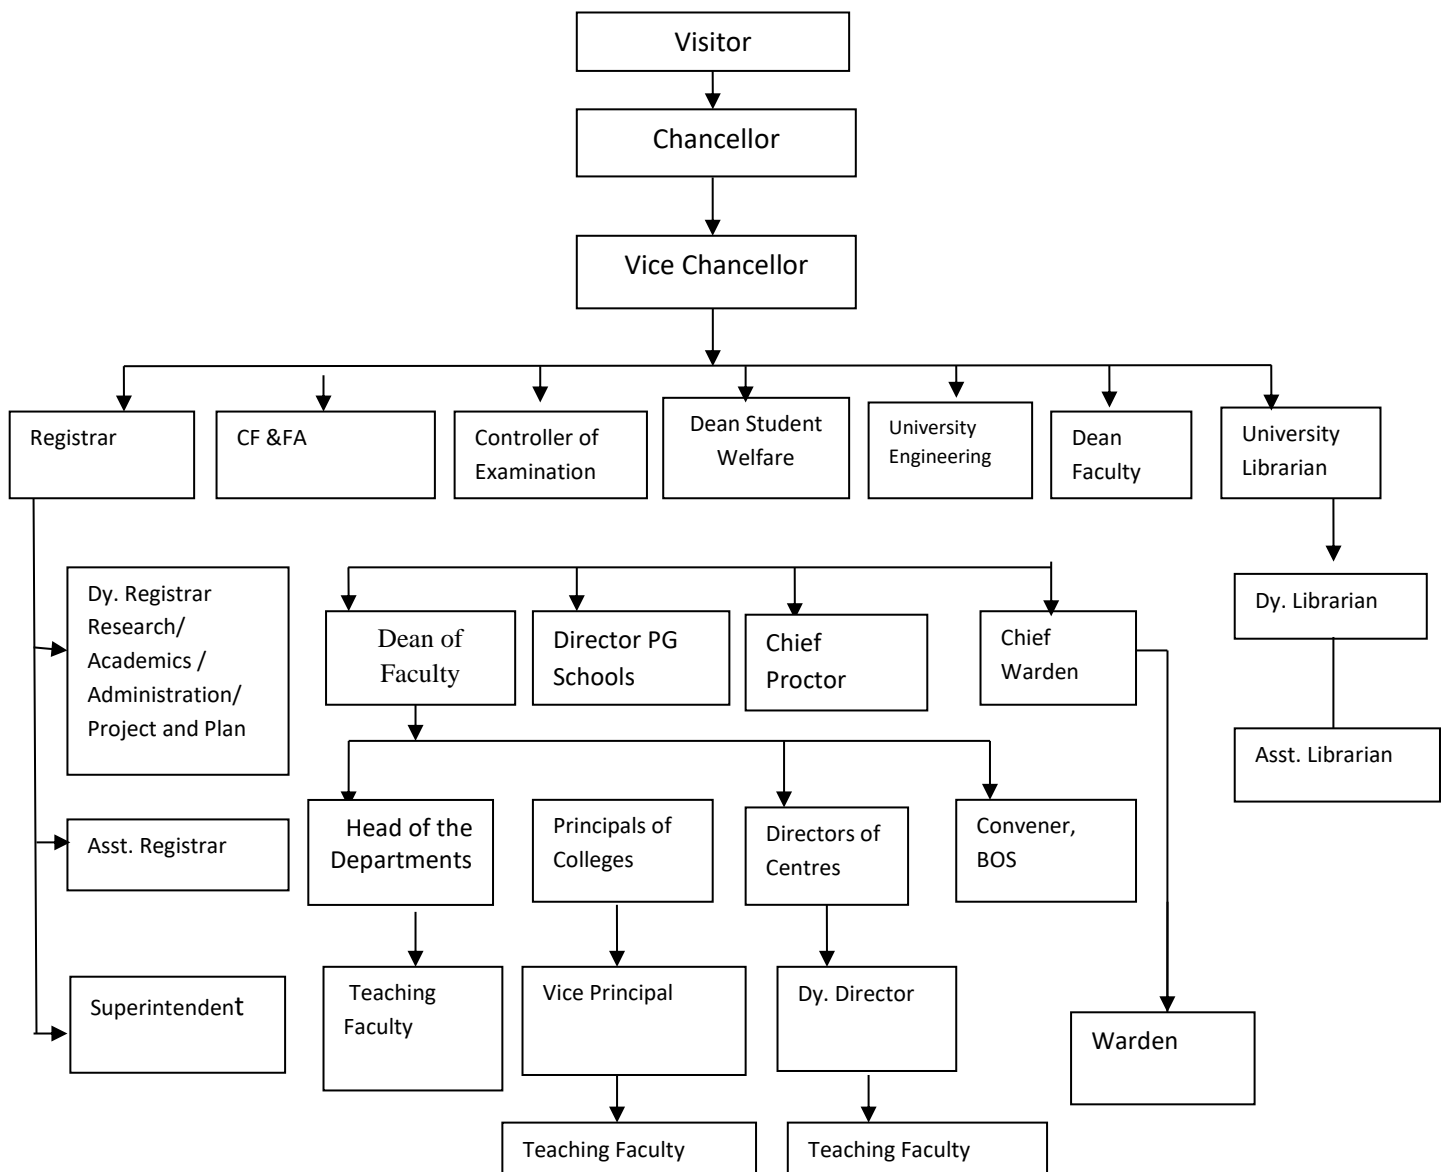 Visitor
Chancellor
Vice Chancellor
Registrar
CF &FA
Controller of
Examination
Dean Student
Welfare
University
Engineering
Dean
Faculty
University
Librarian
Dy. Registrar
Research/
Academics /
Administration/
Project and Plan
Dean of
Faculty
Director PG
Schools
Chief
Proctor
Chief
Warden
Dy. Librarian
Asst. Librarian
Asst. Registrar
Head of the
Departments
Principals of
Colleges
Directors of
Centres
Convener,
BOS
Superintendent
Teaching
Faculty
Vice Principal
Dy. Director
Warden
Teaching Faculty
Teaching Faculty